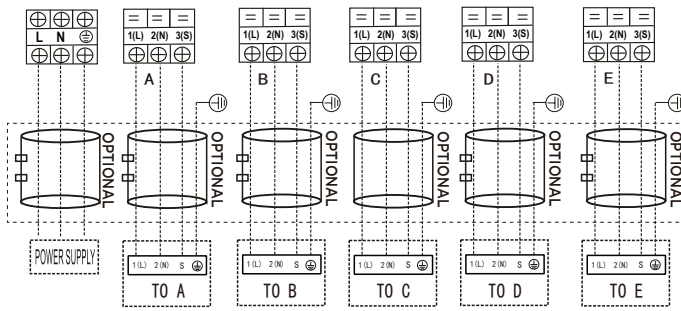 L N
1(L) 2(N) 3(S)
1(L) 2(N) 3(S)
1(L) 2(N) 3(S)
1(L) 2(N) 3(S)
1(L) 2(N) 3(S)
A
B
C
D
E
OPTIONAL
OPTIONAL
OPTIONAL
OPTIONAL
OPTIONAL
OPTIONAL
POWER SUPPLY
1(L) 2(N) S
TO A
1(L) 2(N) S
TO B
1(L) 2(N) S
TO C
1(L) 2(N) S
TO D
1(L) 2(N) S
TO E